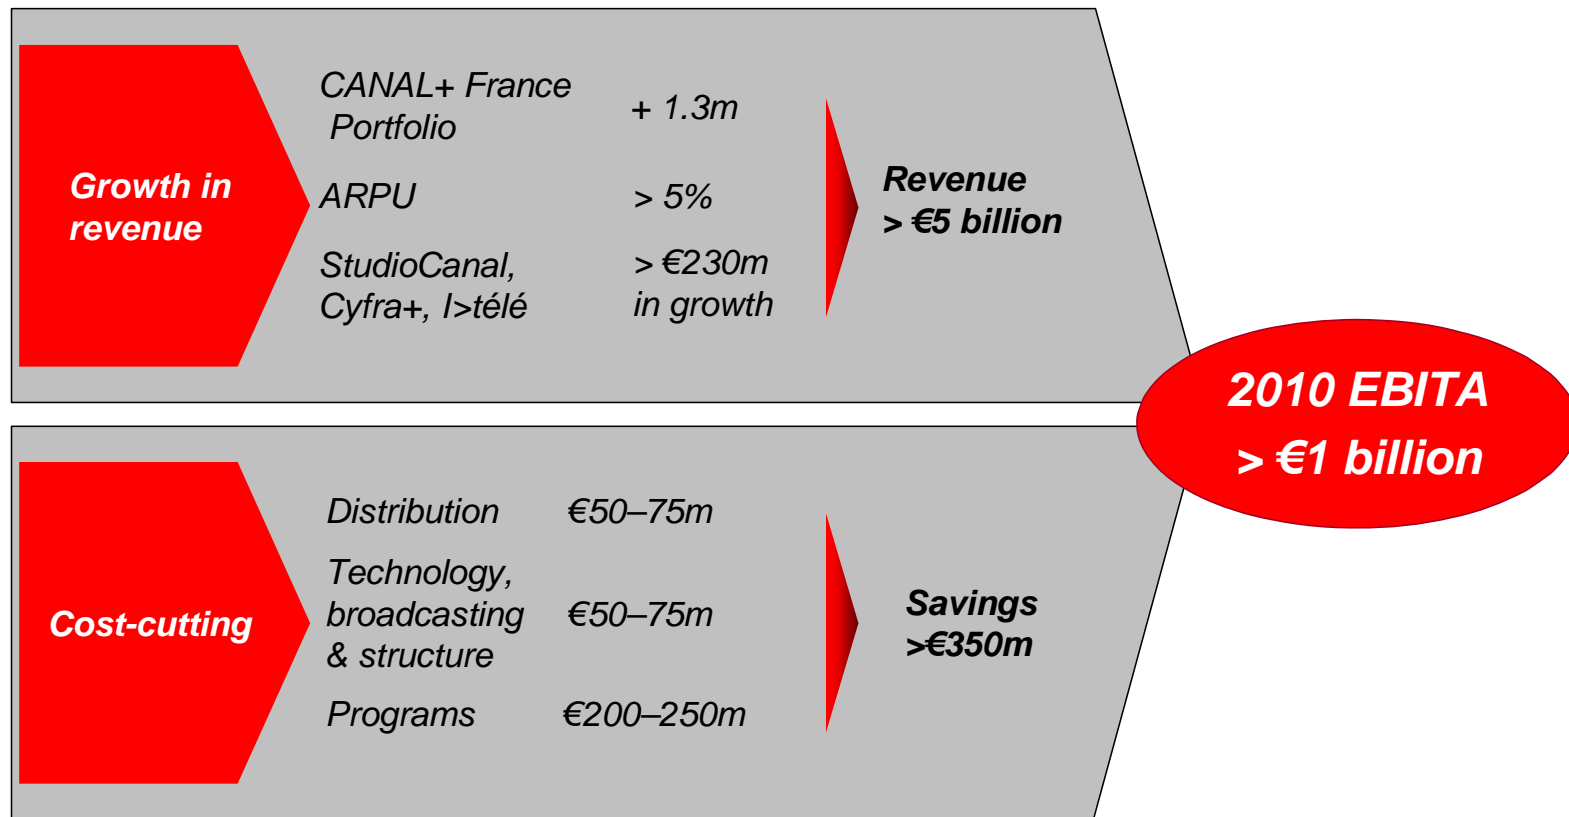 Growth in
revenue
CANAL+ France
Portfolio
+ 1.3m
ARPU
> 5%
StudioCanal,
Cyfra+, I>télé
> €230m
in growth
Revenue
> €5 billion
2010 EBITA
> €1 billion
Cost-cutting
Distribution
€50–75m
Technology,
broadcasting
& structure
€50–75m
Programs
€200–250m
Savings
>€350m